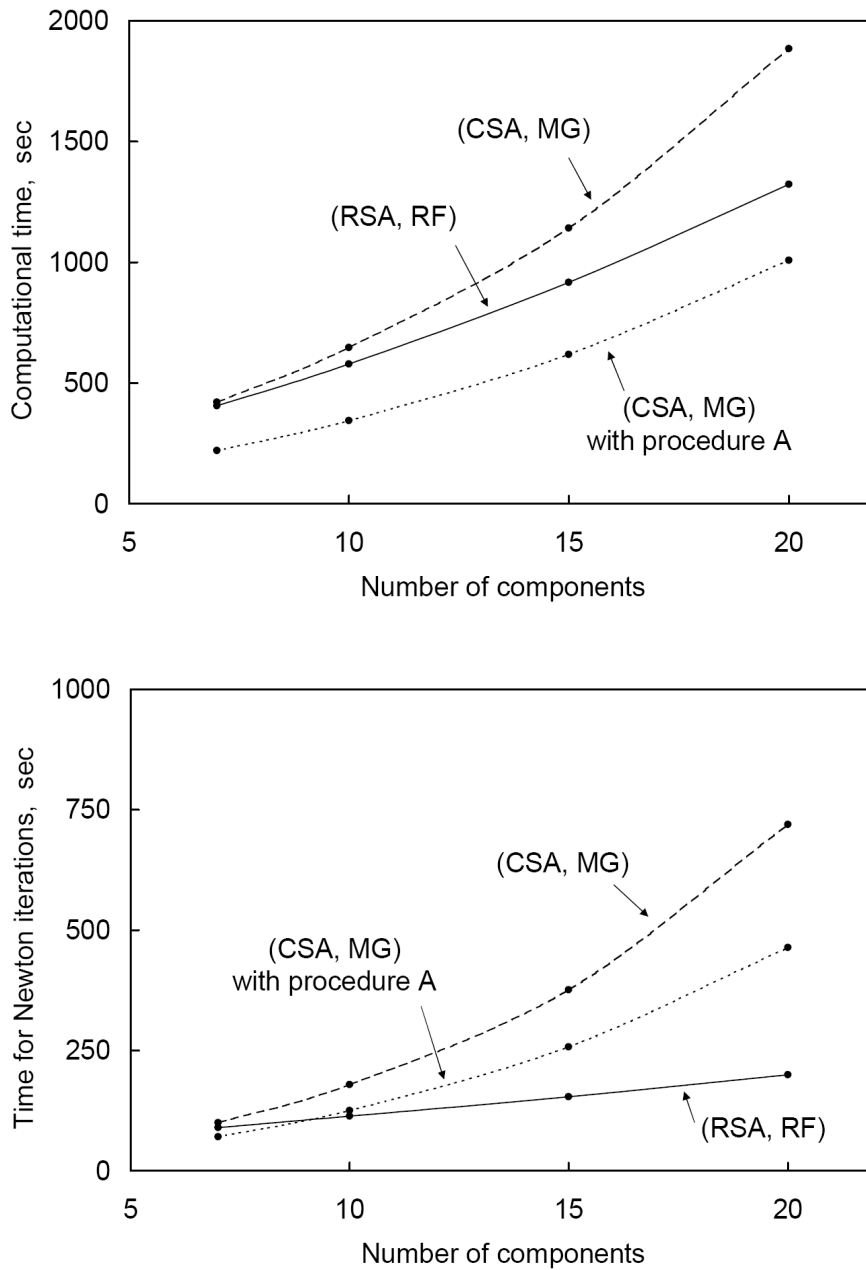 2000
1500
1000
500
0
Computational time, sec
(CSA, MG)
(RSA, RF)
(CSA, MG)
with procedure A
5
10
15
20
Number of components
1000
750
500
250
0
Time for Newton iterations, sec
(CSA, MG)
(CSA, MG)
with procedure A
(RSA, RF)
5
10
15
20
Number of components